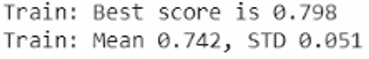 Train: Best score is 0.798
Train: Mean 0.742, STD 0.051